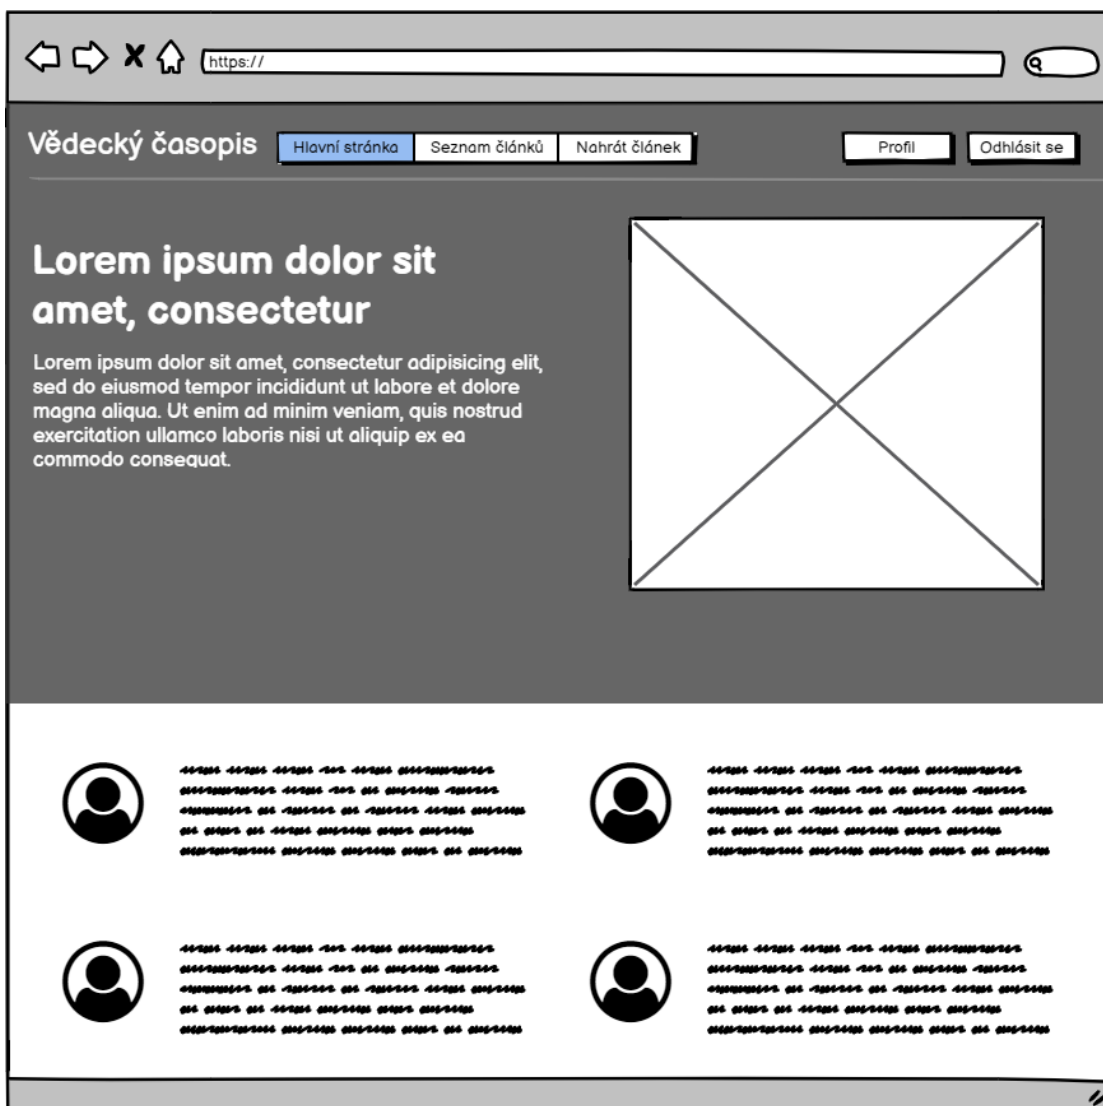 https://
Vědecký časopis
Hlavní stránka
Seznam článků
Nahrát článek
Profil
Odhlásit se
Lorem ipsum dolor sit
amet, consectetur
Lorem ipsum dolor sit amet, consectetur adipisicing elit,
sed do eiusmod tempor incididunt ut labore et dolore
magna aliqua. Ut enim ad minim veniam, quis nostrud
exercitation ullamco laboris nisi ut aliquip ex ea
commodo consequat.